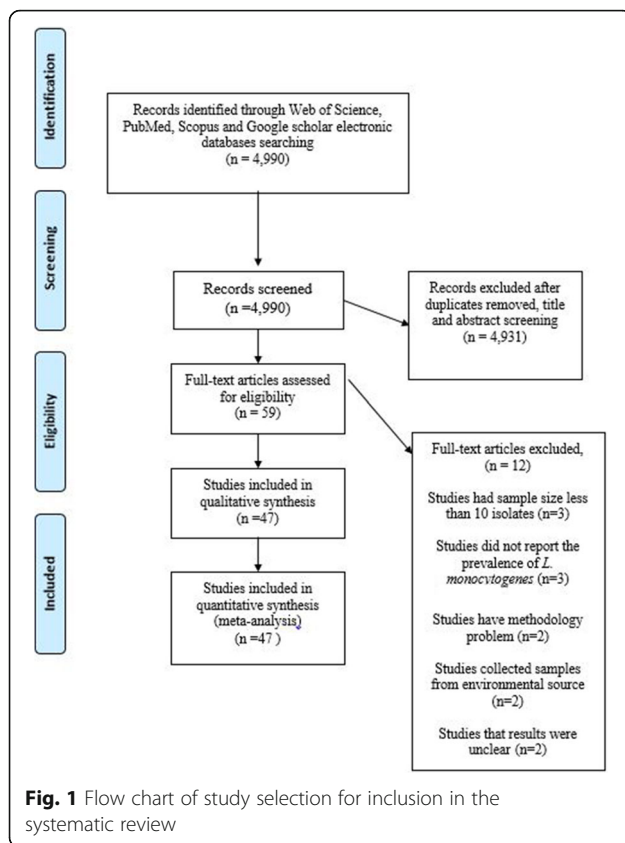 Identification
Records identified through Web of Science,
PubMed, Scopus and Google scholar electronic
databases searching
(n = 4,990)
Screening
Records screened
(n =4,990)
Records excluded after
duplicates removed, title
and abstract screening
(n = 4,931)
Eligibility
Full-text articles assessed
for eligibility
(n = 59)
Full-text articles excluded,
(n = 12)
Studies had sample size less
than 10 isolates (n=3)
Studies did not report the
prevalence of L.
monocytogenes (n=3)
Studies have methodology
problem (n=2)
Studies collected samples
from environmental source
(n=2)
Studies that results were
unclear (n=2)
Studies included in
qualitative synthesis
(n =47)
Included
Studies included in
quantitative synthesis
(meta-analysis)
(n =47 )
Fig. 1 Flow chart of study selection for inclusion in the
systematic review